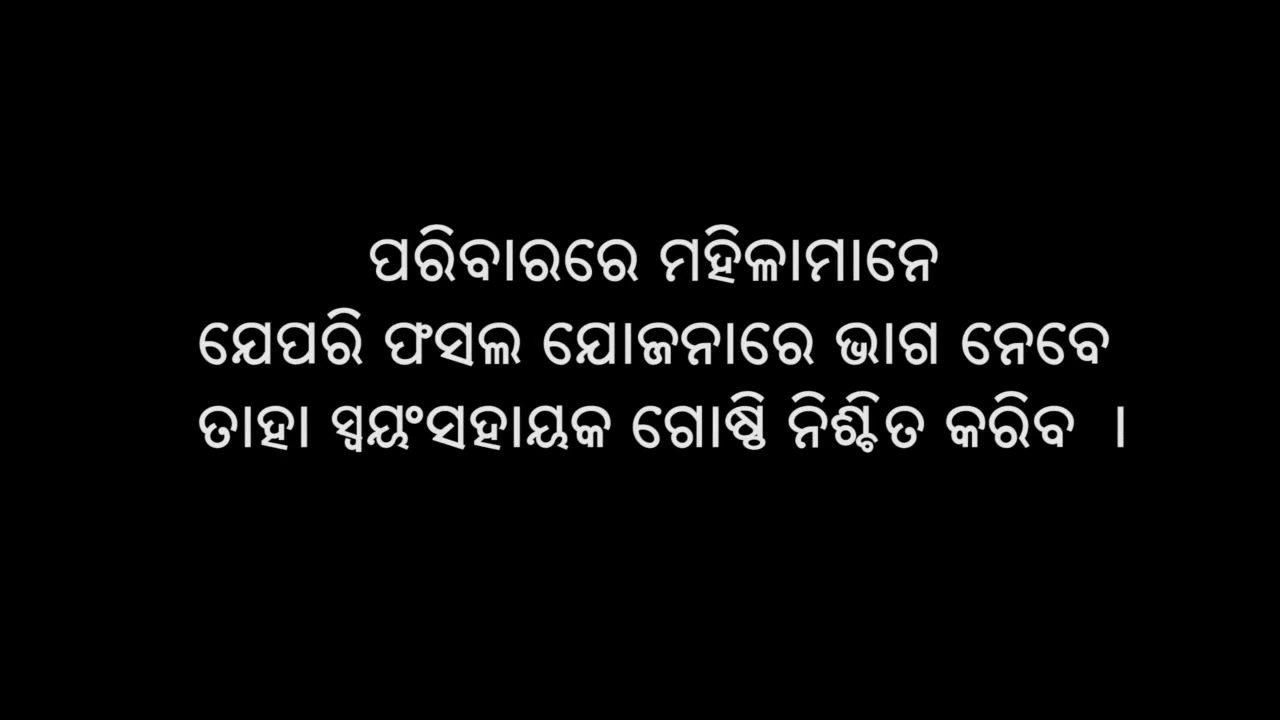 ପରିବାରରେ ମହିଳାମାନେ
ଯେପରି ଫସଲ ଯୋଜନାରେ ଭାଗ ନେବେ
ତାହା ସ୍ୱୟଂସହାୟକ ଗୋଷ୍ଠି ନିଶ୍ଚିତ କରିବ ।